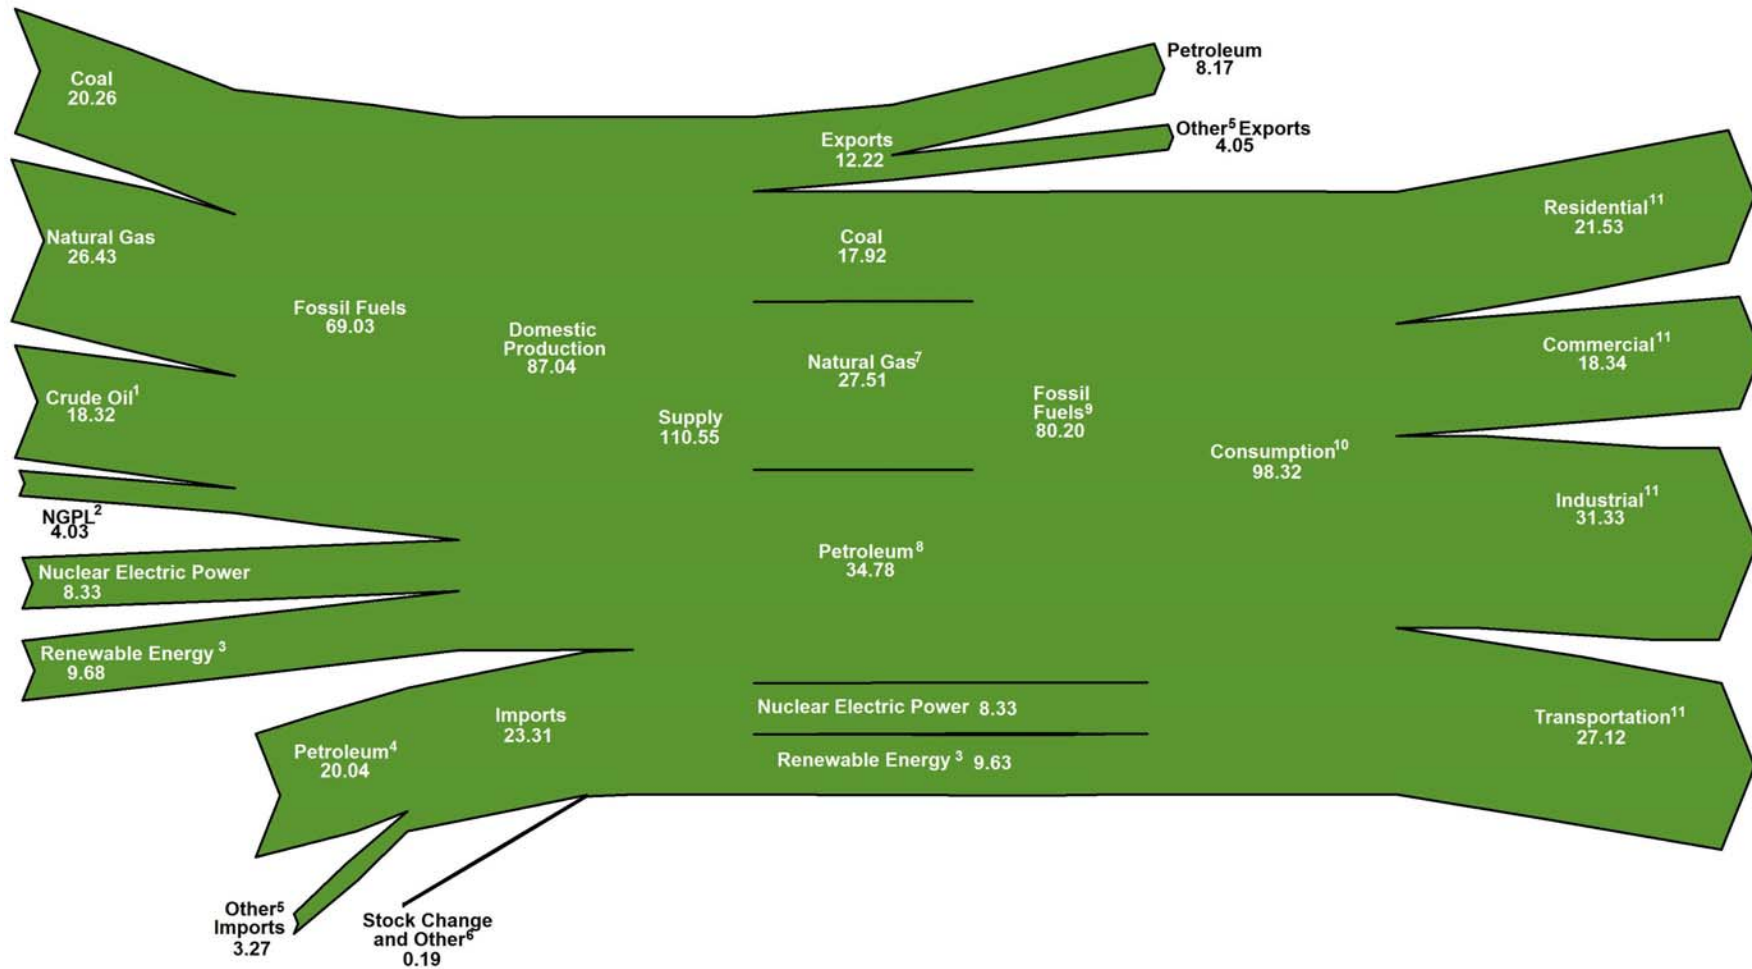 Coal
20.26
Natural Gas
26.43
Crude Oil¹
18.32
NGPL²
4.03
Nuclear Electric Power
8.33
Renewable Energy ³
9.68
Petroleum⁴
20.04
Other⁵
Imports
3.27
Stock Change
and Other⁶
0.19
Imports
23.31
Fossil Fuels
69.03
Domestic
Production
87.04
Supply
110.55
Exports
12.22
Petroleum
8.17
Other⁵ Exports
4.05
Coal
17.92
Natural Gas⁷
27.51
Petroleum⁸
34.78
Nuclear Electric Power 8.33
Renewable Energy ³ 9.63
Fossil
Fuels⁹
80.20
Consumption¹⁰
98.32
Residential¹¹
21.53
Commercial¹¹
18.34
Industrial¹¹
31.33
Transportation¹¹
27.12